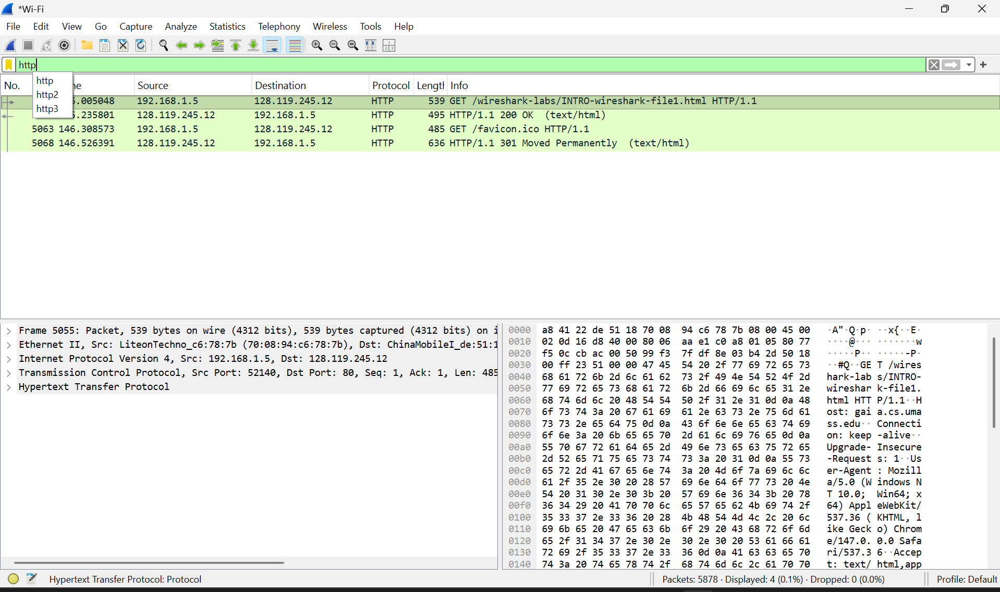 *Wi-Fi
File Edit View Go Capture Analyze Statistics Telephony Wireless Tools Help
http
http
http2
http3
No. ne Source Destination Protocol Lengtl Info
.005048 192.168.1.5 128.119.245.12 HTTP 539 GET /wireshark-labs/INTRO-wireshark-file1.html HTTP/1.1
.235801 128.119.245.12 192.168.1.5 HTTP 495 HTTP/1.1 200 OK (text/html)
5063 146.308573 192.168.1.5 128.119.245.12 HTTP 485 GET /favicon.ico HTTP/1.1
5068 146.526391 128.119.245.12 192.168.1.5 HTTP 636 HTTP/1.1 301 Moved Permanently (text/html)
Frame 5055: Packet, 539 bytes on wire (4312 bits), 539 bytes captured (4312 bits) on i
Ethernet II, Src: LiteonTechno_c6:78:7b (70:08:94:c6:78:7b), Dst: ChinaMobileI_de:51:1
Internet Protocol Version 4, Src: 192.168.1.5, Dst: 128.119.245.12
Transmission Control Protocol, Src Port: 52140, Dst Port: 80, Seq: 1, Ack: 1, Len: 485
Hypertext Transfer Protocol
0000 a8 41 22 de 51 18 70 08 94 c6 78 7b 08 00 45 00 ·A"·Q·p· ··x{··E·
0010 02 0d 16 d8 40 00 80 06 aa e1 c0 a8 01 05 80 77 ····@··· ·······w
0020 f5 0c cb ac 00 50 99 f3 7f df 8e 03 b4 2d 50 18 ·····P·· ·····-P·
0030 00 ff 23 51 00 00 47 45 54 20 2f 77 69 72 65 73 ··#Q··GE T /wires
0040 68 61 72 6b 2d 6c 61 62 73 2f 49 4e 54 52 4f 2d hark-lab s/INTRO-
0050 77 69 72 65 73 68 61 72 6b 2d 66 69 6c 65 31 2e wireshar k-file1.
0060 68 74 6d 6c 20 48 54 54 50 2f 31 2e 31 0d 0a 48 html HTT P/1.1··H
0070 6f 73 74 3a 20 67 61 69 61 2e 63 73 2e 75 6d 61 ost: gai a.cs.uma
0080 73 73 2e 65 64 75 0d 0a 43 6f 6e 6e 65 63 74 69 ss.edu·· Connecti
0090 6f 6e 3a 20 6b 65 65 70 2d 61 6c 69 76 65 0d 0a on: keep -alive··
00a0 55 70 67 72 61 64 65 2d 49 6e 73 65 63 75 72 65 Upgrade- Insecure
00b0 2d 52 65 71 75 65 73 74 73 3a 20 31 0d 0a 55 73 -Request s: 1··Us
00c0 65 72 2d 41 67 65 6e 74 3a 20 4d 6f 7a 69 6c 6c er-Agent : Mozill
00d0 61 2f 35 2e 30 20 28 57 69 6e 64 6f 77 73 20 4e a/5.0 (W indows N
00e0 54 20 31 30 2e 30 3b 20 57 69 6e 36 34 3b 20 78 T 10.0; Win64; x
00f0 36 34 29 20 41 70 70 6c 65 57 65 62 4b 69 74 2f 64) Appl eWebKit/
0100 35 33 37 2e 33 36 20 28 4b 48 54 4d 4c 2c 20 6c 537.36 ( KHTML, l
0110 69 6b 65 20 47 65 63 6b 6f 29 20 43 68 72 6f 6d ike Geck o) Chrom
0120 65 2f 31 34 37 2e 30 2e 30 2e 30 20 53 61 66 61 e/147.0. 0.0 Safa
0130 72 69 2f 35 33 37 2e 33 36 0d 0a 41 63 63 65 70 ri/537.3 6··Accep
0140 74 3a 20 74 65 78 74 2f 68 74 6d 6c 2c 61 70 70 t: text/ html,app
Hypertext Transfer Protocol: Protocol Packets: 5878 · Displayed: 4 (0.1%) · Dropped: 0 (0.0%) Profile: Default